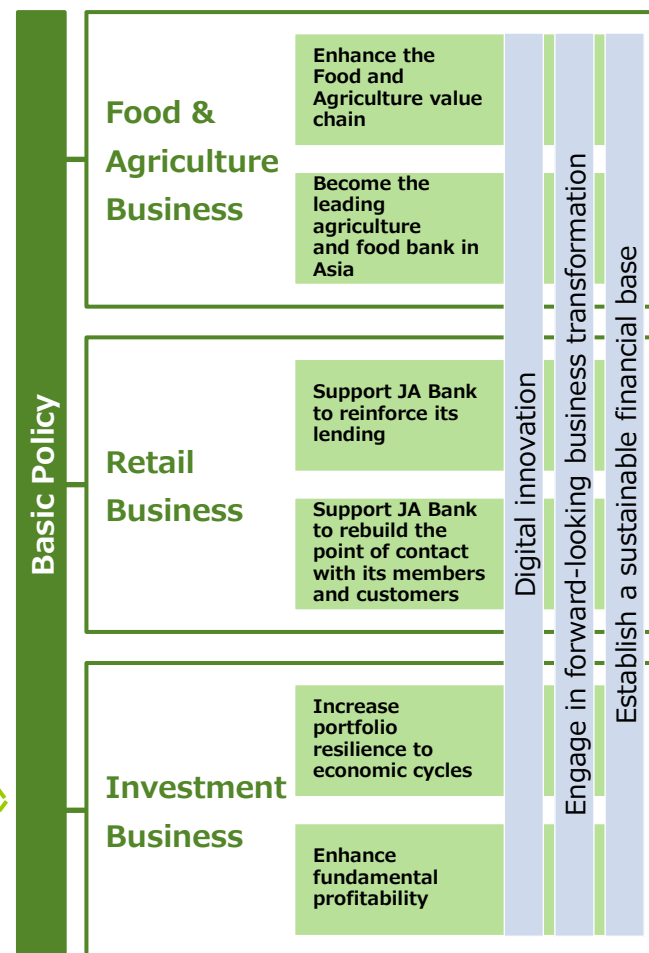 Basic Policy
Food &
Agriculture
Business
Enhance the
Food and
Agriculture value
chain
Become the
leading
agriculture
and food bank in
Asia
Retail
Business
Support JA Bank
to reinforce its
lending
Support JA Bank
to rebuild the
point of contact
with its members
and customers
Investment
Business
Increase
portfolio
resilience to
economic cycles
Enhance
fundamental
profitability
Digital innovation
Engage in forward-looking business transformation
Establish a sustainable financial base